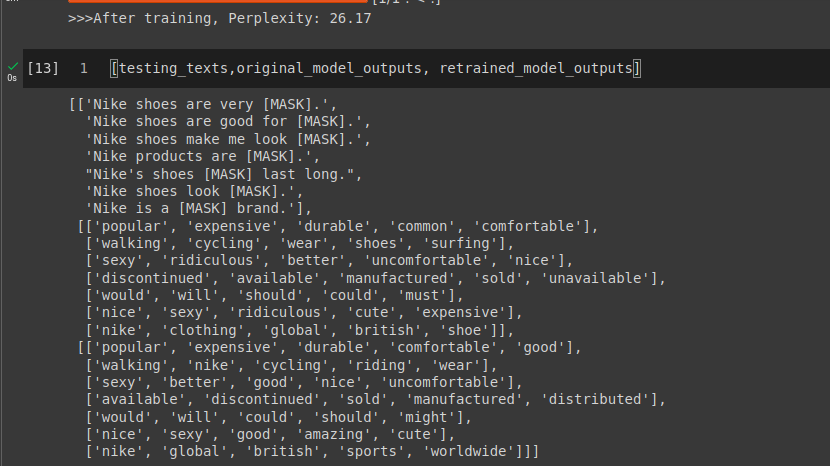 >>>After training, Perplexity: 26.17
[13] 1 [testing_texts,original_model_outputs, retrained_model_outputs]
0s
[['Nike shoes are very [MASK].',
'Nike shoes are good for [MASK].',
'Nike shoes make me look [MASK].',
'Nike products are [MASK].',
"Nike's shoes [MASK] last long.",
'Nike shoes look [MASK].',
'Nike is a [MASK] brand.'],
[['popular', 'expensive', 'durable', 'common', 'comfortable'],
['walking', 'cycling', 'wear', 'shoes', 'surfing'],
['sexy', 'ridiculous', 'better', 'uncomfortable', 'nice'],
['discontinued', 'available', 'manufactured', 'sold', 'unavailable'],
['would', 'will', 'should', 'could', 'must'],
['nice', 'sexy', 'ridiculous', 'cute', 'expensive'],
['nike', 'clothing', 'global', 'british', 'shoe']],
[['popular', 'expensive', 'durable', 'comfortable', 'good'],
['walking', 'nike', 'cycling', 'riding', 'wear'],
['sexy', 'better', 'good', 'nice', 'uncomfortable'],
['available', 'discontinued', 'sold', 'manufactured', 'distributed'],
['would', 'will', 'could', 'should', 'might'],
['nice', 'sexy', 'good', 'amazing', 'cute'],
['nike', 'global', 'british', 'sports', 'worldwide']]]